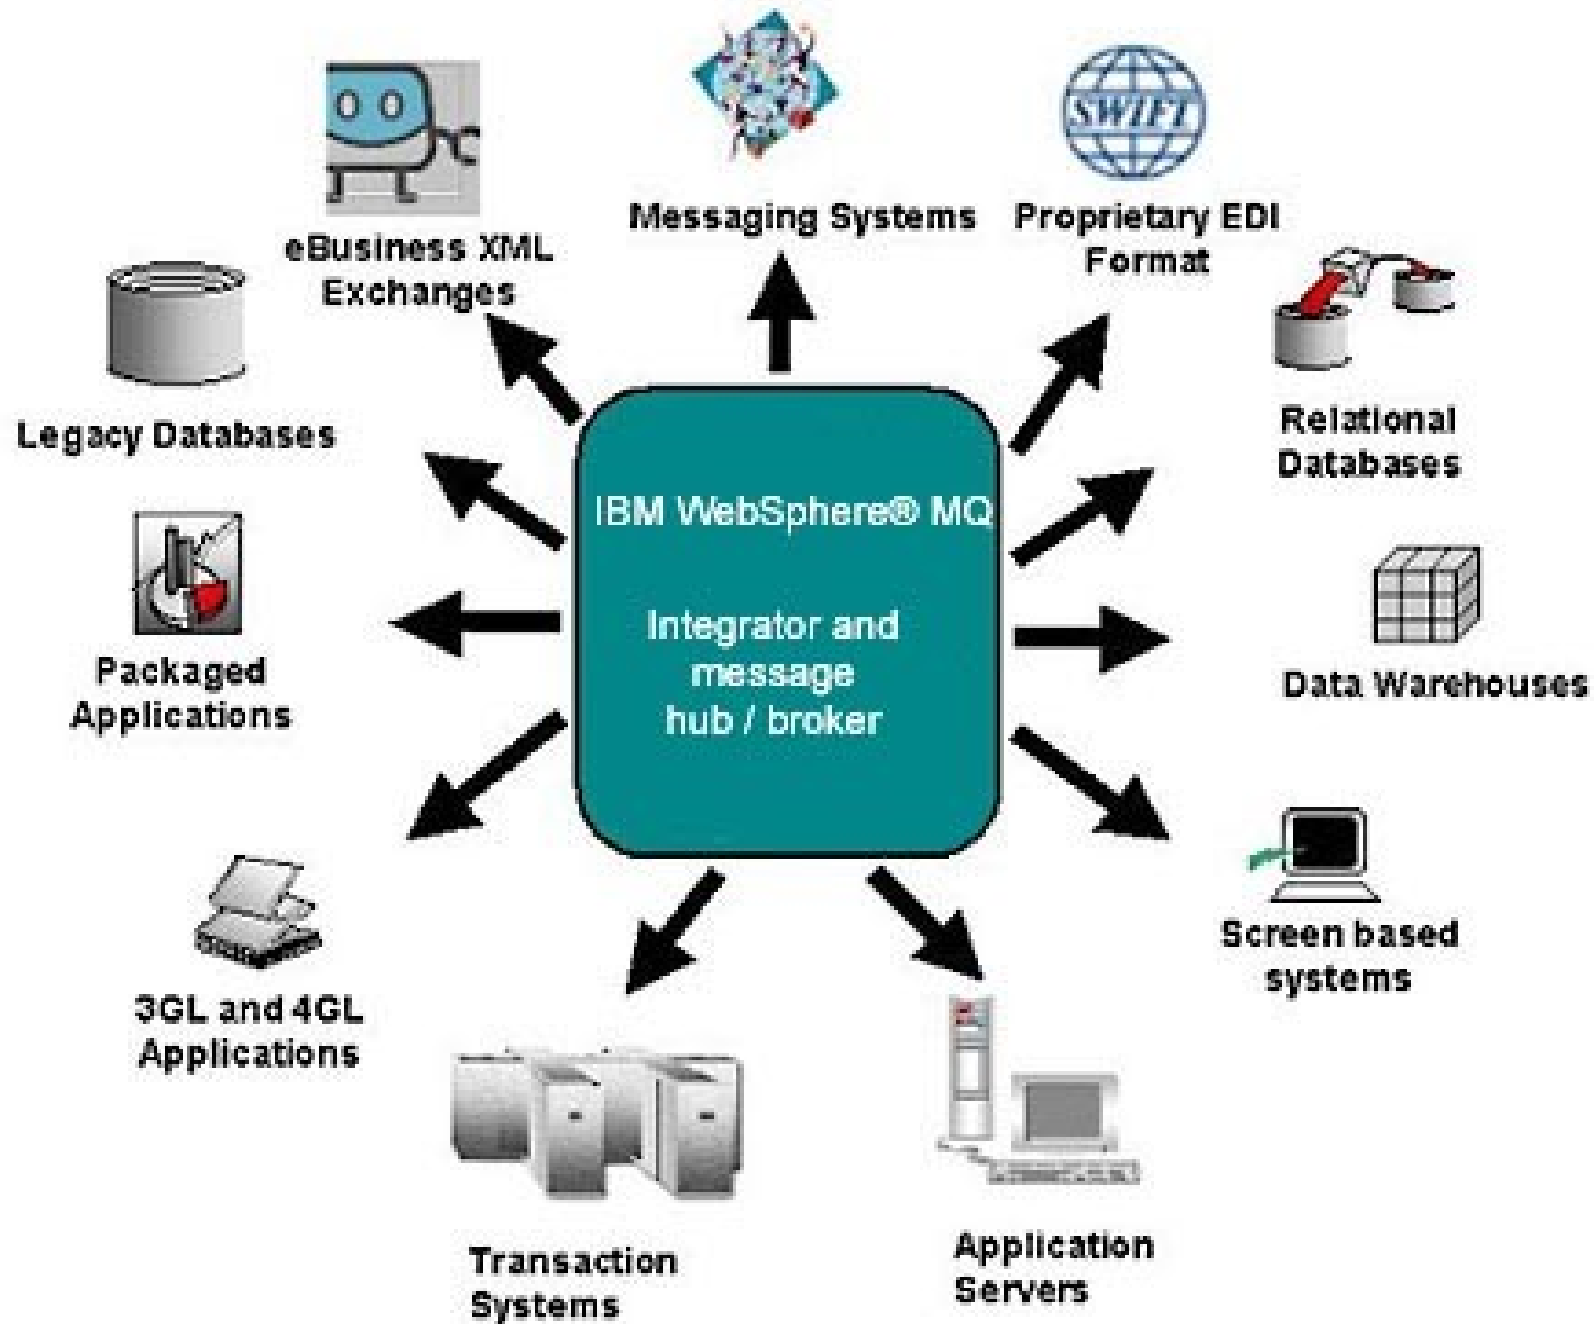 SWIFT
Messaging Systems
Proprietary EDI
Format
eBusiness XML
Exchanges
Legacy Databases
Relational
Databases
IBM WebSphere® MQ
Integrator and
message
hub / broker
Packaged
Applications
Data Warehouses
Screen based
systems
3GL and 4GL
Applications
Transaction
Systems
Application
Servers